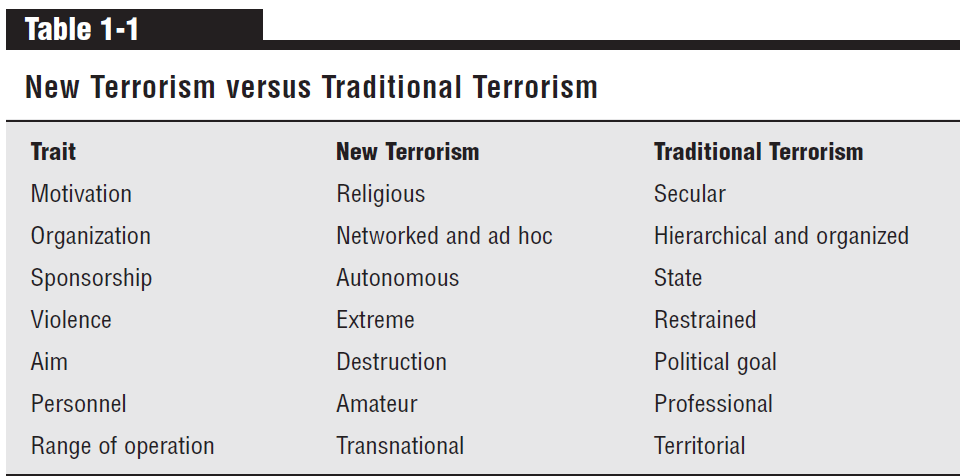 Table 1-1
New Terrorism versus Traditional Terrorism
Trait New Terrorism Traditional Terrorism
Motivation Religious Secular
Organization Networked and ad hoc Hierarchical and organized
Sponsorship Autonomous State
Violence Extreme Restrained
Aim Destruction Political goal
Personnel Amateur Professional
Range of operation Transnational Territorial